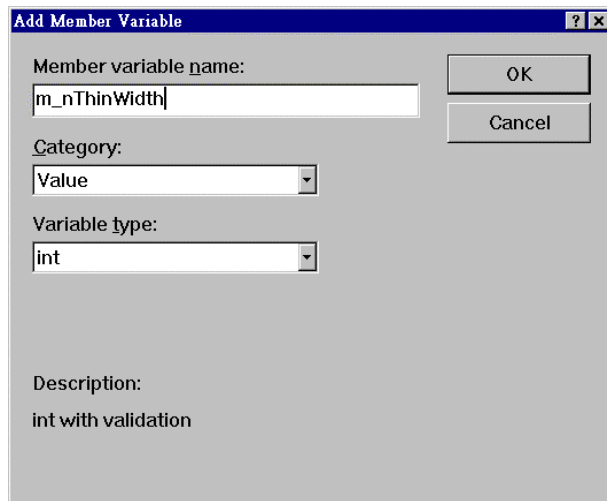 Add Member Variable
Member variable name:
OK
m_nThinWidth
Cancel
Category:
Value
Variable type:
int
Description:
int with validation